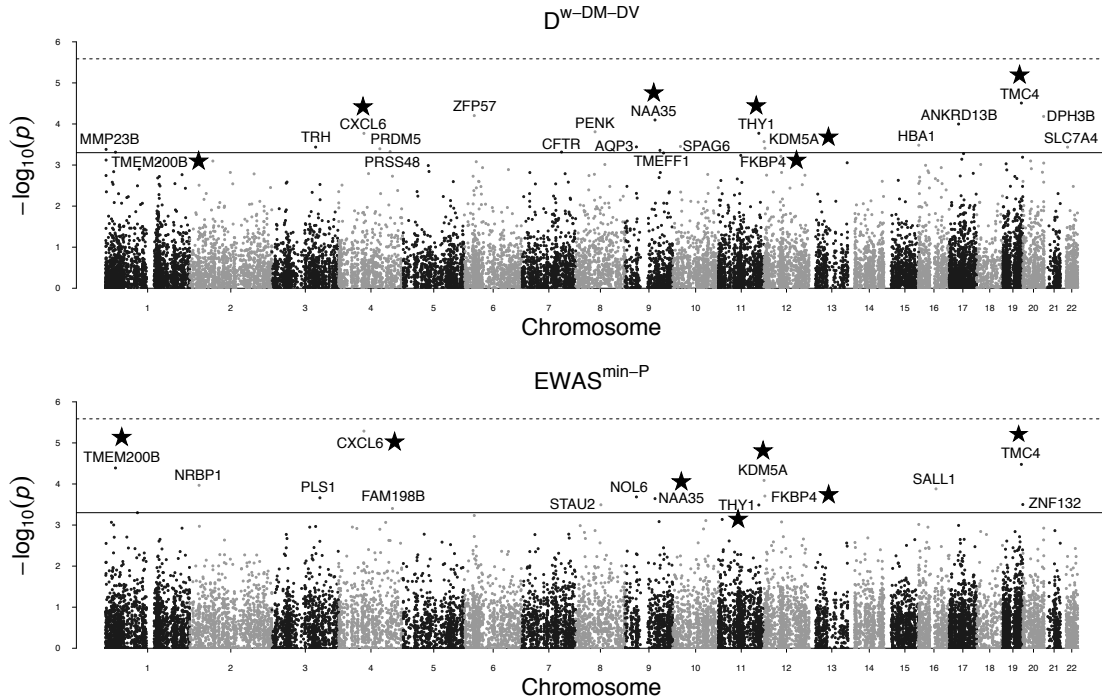 D^w−DM−DV
6
5
4
3
2
1
0
−log10(p)
MMP23B
TMEM200B
TRH
CXCL6
PRDM5
PRSS48
ZFP57
CFTR
PENK
AQP3
NAA35
TMEFF1
SPAG6
THY1
FKBP4
KDM5A
HBA1
ANKRD13B
TMC4
DPH3B
SLC7A4
1 2 3 4 5 6 7 8 9 10 11 12 13 14 15 16 17 18 19 20 21 22
Chromosome
EWAS^min−P
6
5
4
3
2
1
0
−log10(p)
TMEM200B
NRBP1
PLS1
CXCL6
FAM198B
STAU2
NOL6
NAA35
THY1
KDM5A
FKBP4
SALL1
TMC4
ZNF132
1 2 3 4 5 6 7 8 9 10 11 12 13 14 15 16 17 18 19 20 21 22
Chromosome